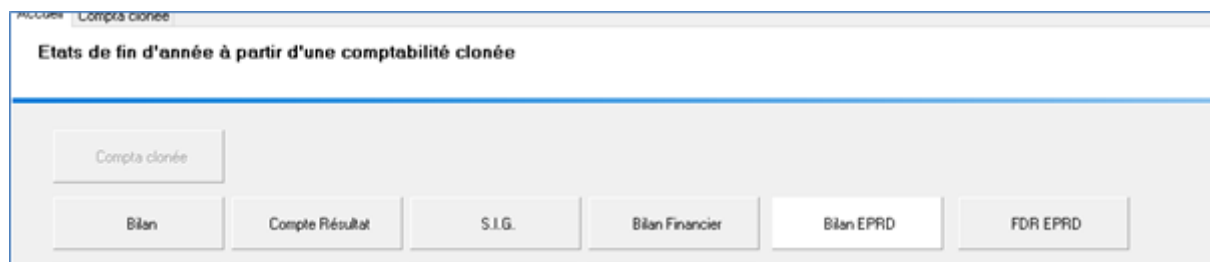 Accueil Compta clonée
Etats de fin d'année à partir d'une comptabilité clonée
Compta clonée
Bilan Compte Résultat S.I.G. Bilan Financier Bilan EPRD FDR EPRD